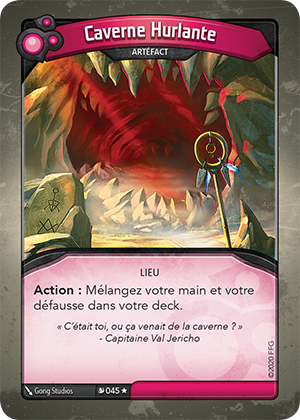 Caverne Hurlante
ARTÉFACT
LIEU
Action : Mélangez votre main et votre
défausse dans votre deck.
« C'était toi, ou ça venait de la caverne ? »
- Capitaine Val Jericho
©2020 FFG
Gong Studios
045 ★